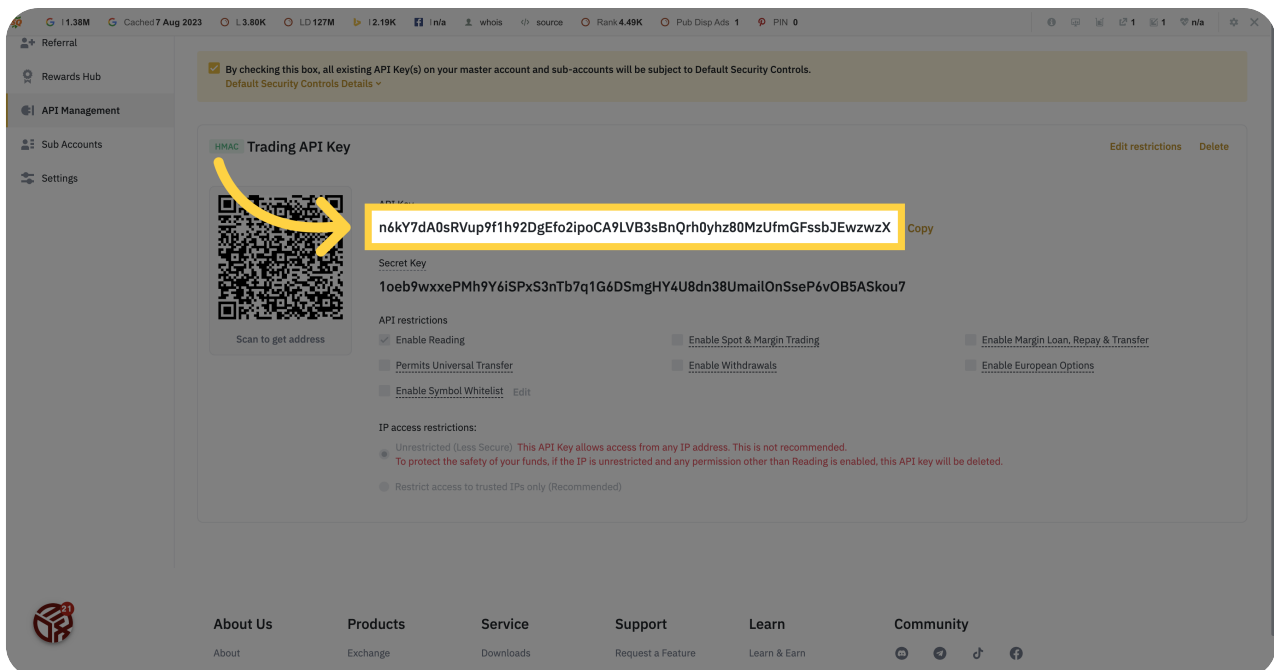 I 1.38M Cached 7 Aug 2023 L 3.80K LD 127M I 2.19K I n/a whois source Rank 4.49K Pub Disp Ads 1 PIN 0 1 1 n/a
Referral
Rewards Hub
API Management
Sub Accounts
Settings
By checking this box, all existing API Key(s) on your master account and sub-accounts will be subject to Default Security Controls.
Default Security Controls Details
HMAC Trading API Key
Edit restrictions Delete
Scan to get address
API Key
n6kY7dA0sRVup9f1h92DgEfo2ipoCA9LVB3sBnQrh0yhz80MzUfmGFssbJEwzwzX Copy
Secret Key
1oeb9wxxePMh9Y6iSPxS3nTb7q1G6DSmgHY4U8dn38UmailOnSseP6vOB5ASkou7
API restrictions
Enable Reading Enable Spot & Margin Trading Enable Margin Loan, Repay & Transfer
Permits Universal Transfer Enable Withdrawals Enable European Options
Enable Symbol Whitelist Edit
IP access restrictions:
Unrestricted (Less Secure) This API Key allows access from any IP address. This is not recommended.
To protect the safety of your funds, if the IP is unrestricted and any permission other than Reading is enabled, this API key will be deleted.
Restrict access to trusted IPs only (Recommended)
21
About Us Products Service Support Learn Community
About Exchange Downloads Request a Feature Learn & Earn